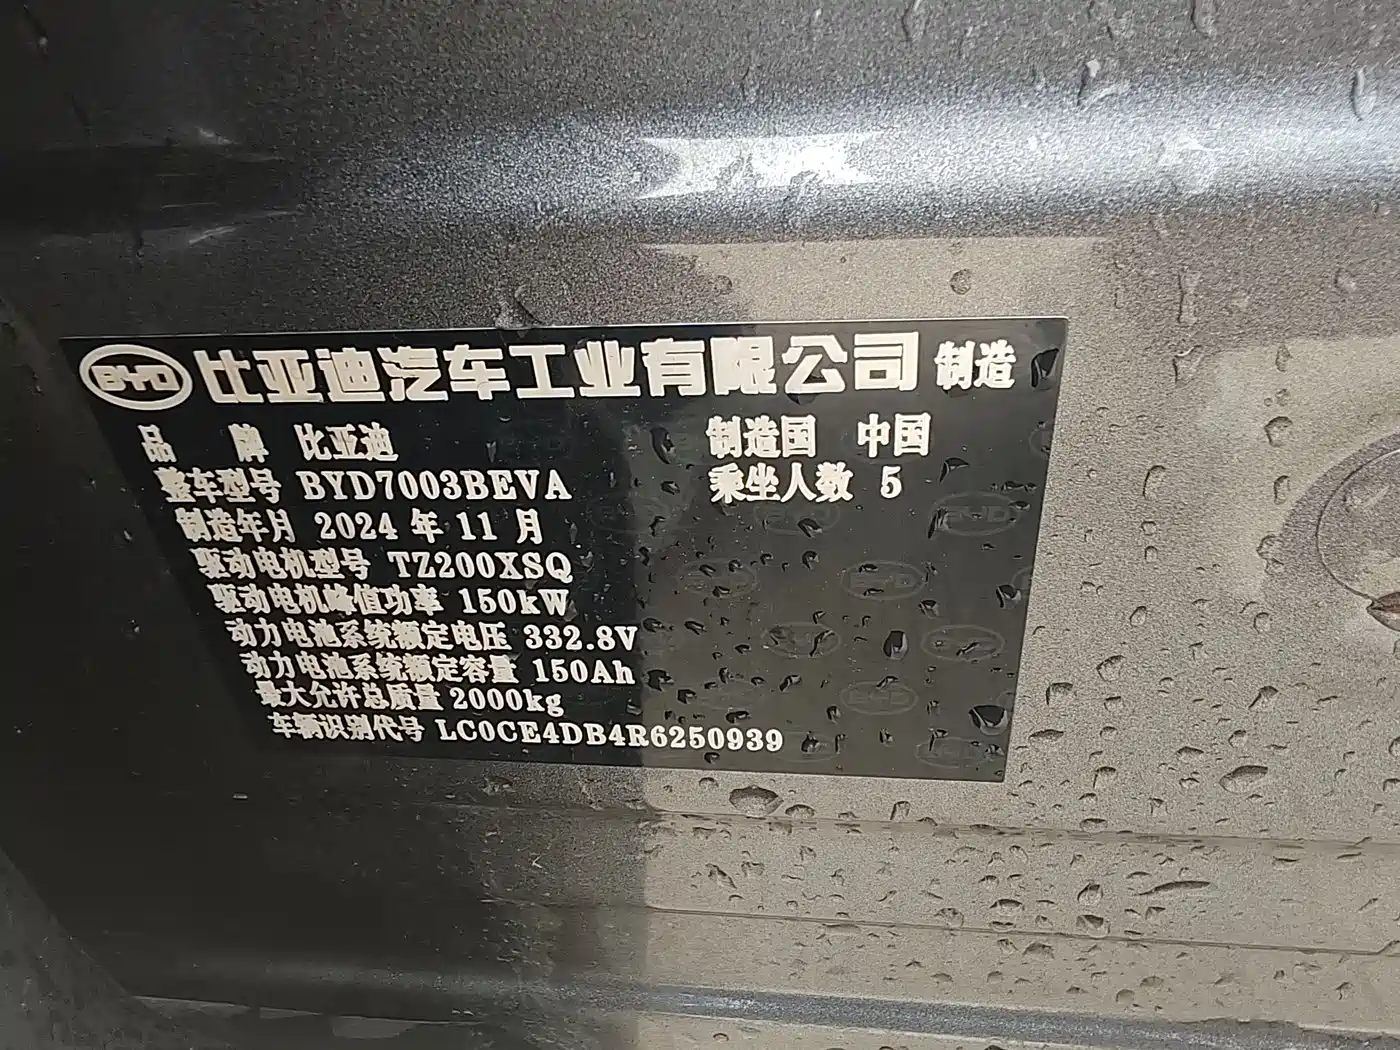 BYD 比亚迪汽车工业有限公司 制造
品 牌 比亚迪 制造国 中国
整车型号 BYD7003BEVA 乘坐人数 5
制造年月 2024 年 11 月
驱动电机型号 TZ200XSQ
驱动电机峰值功率 150kW
动力电池系统额定电压 332.8V
动力电池系统额定容量 150Ah
最大允许总质量 2000kg
车辆识别代号 LC0CE4DB4R6250939